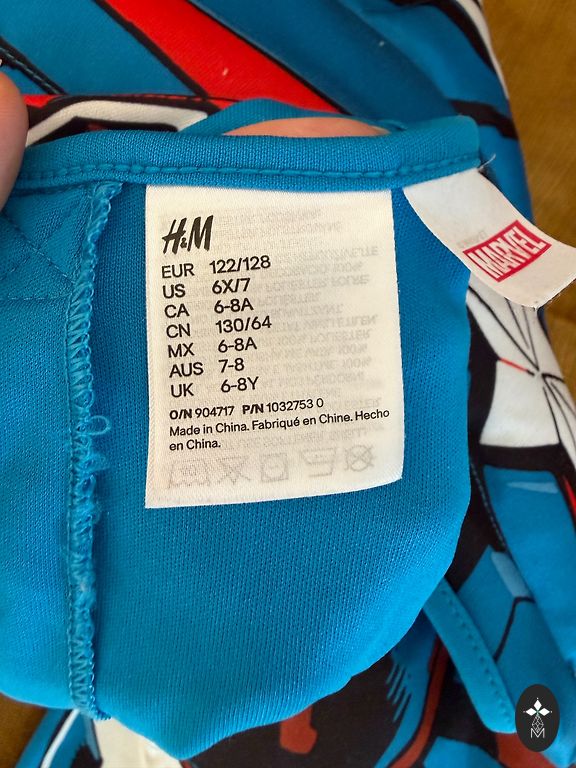 H&M
MARVEL
EUR 122/128
US 6X/7
CA 6-8A
CN 130/64
MX 6-8A
AUS 7-8
UK 6-8Y
O/N 904717 P/N 1032753 0
Made in China. Fabriqué en Chine. Hecho
en China.
M